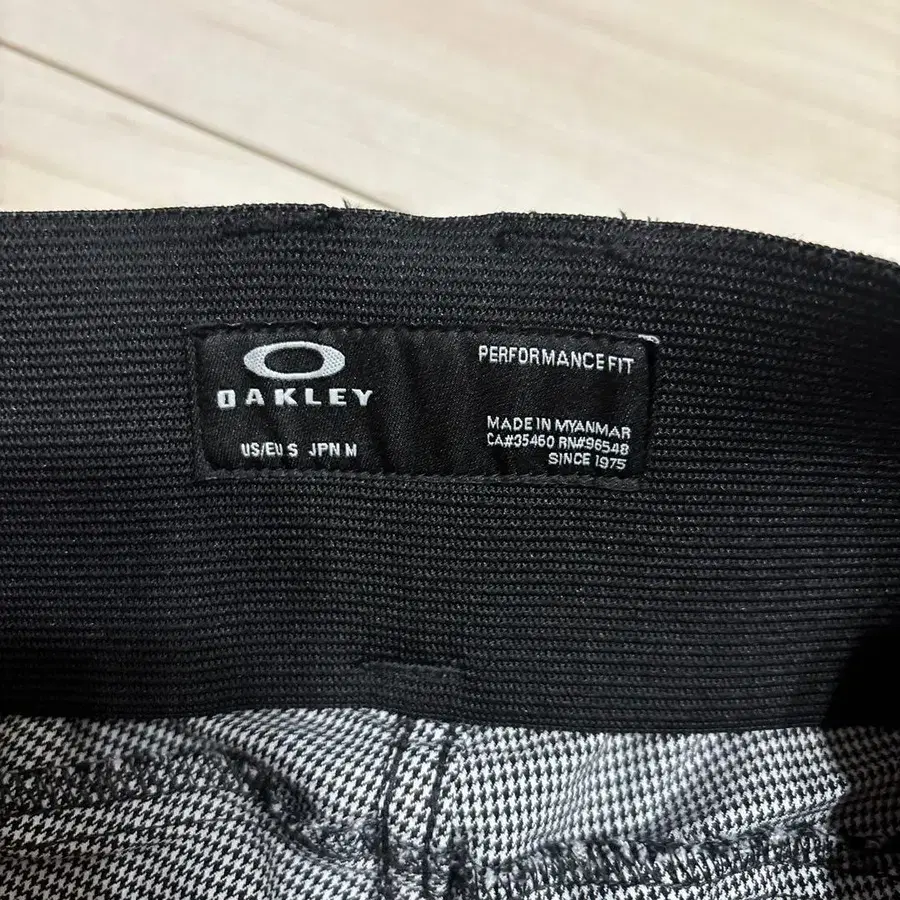 OAKLEY
US/EU S JPN M
PERFORMANCE FIT
MADE IN MYANMAR
CA#35460 RN#96548
SINCE 1975